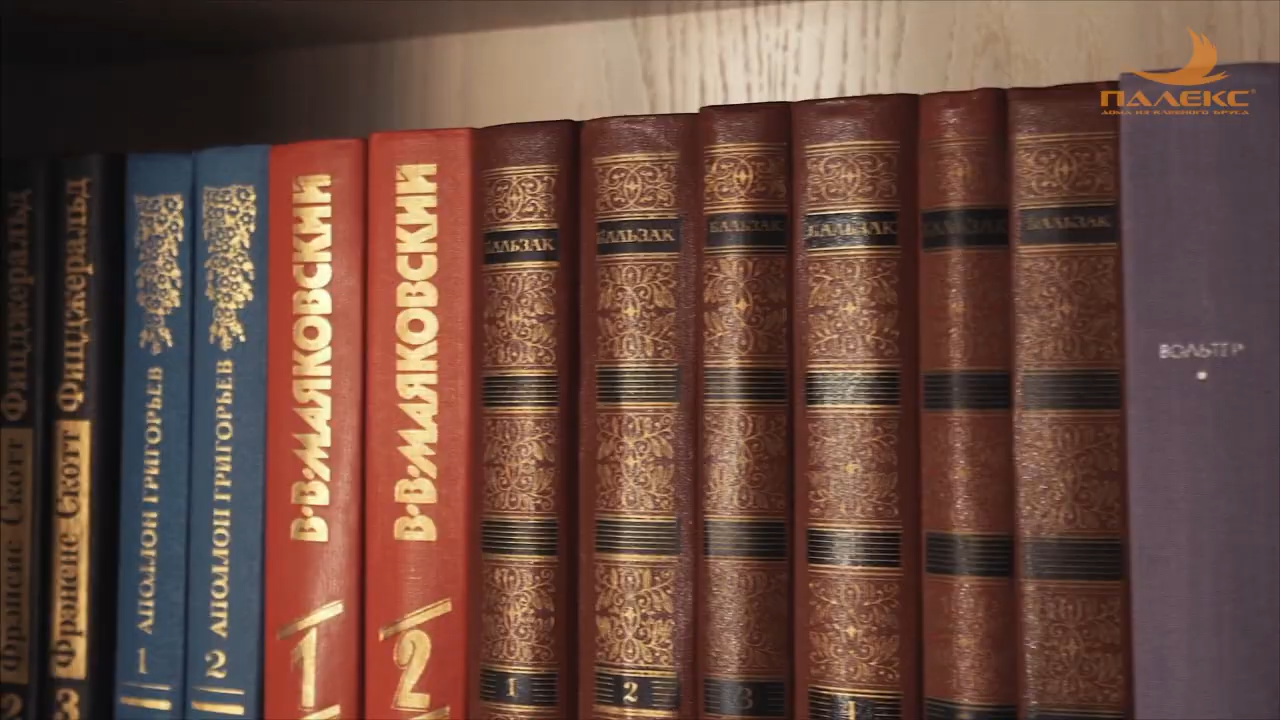 ПАЛЕКС®
ДОМА ИЗ КЛЕЕНОГО БРУСА
Фрэнсис Скотт Фицджеральд
2
Фрэнсис Скотт Фицджеральд
3
АПОЛЛОН ГРИГОРЬЕВ
1
АПОЛЛОН ГРИГОРЬЕВ
2
В·В·МАЯКОВСКИЙ
1
В·В·МАЯКОВСКИЙ
2
БАЛЬЗАК
1
БАЛЬЗАК
2
БАЛЬЗАК
3
БАЛЬЗАК
БАЛЬЗАК
БАЛЬЗАК
ВОЛЬТЕР